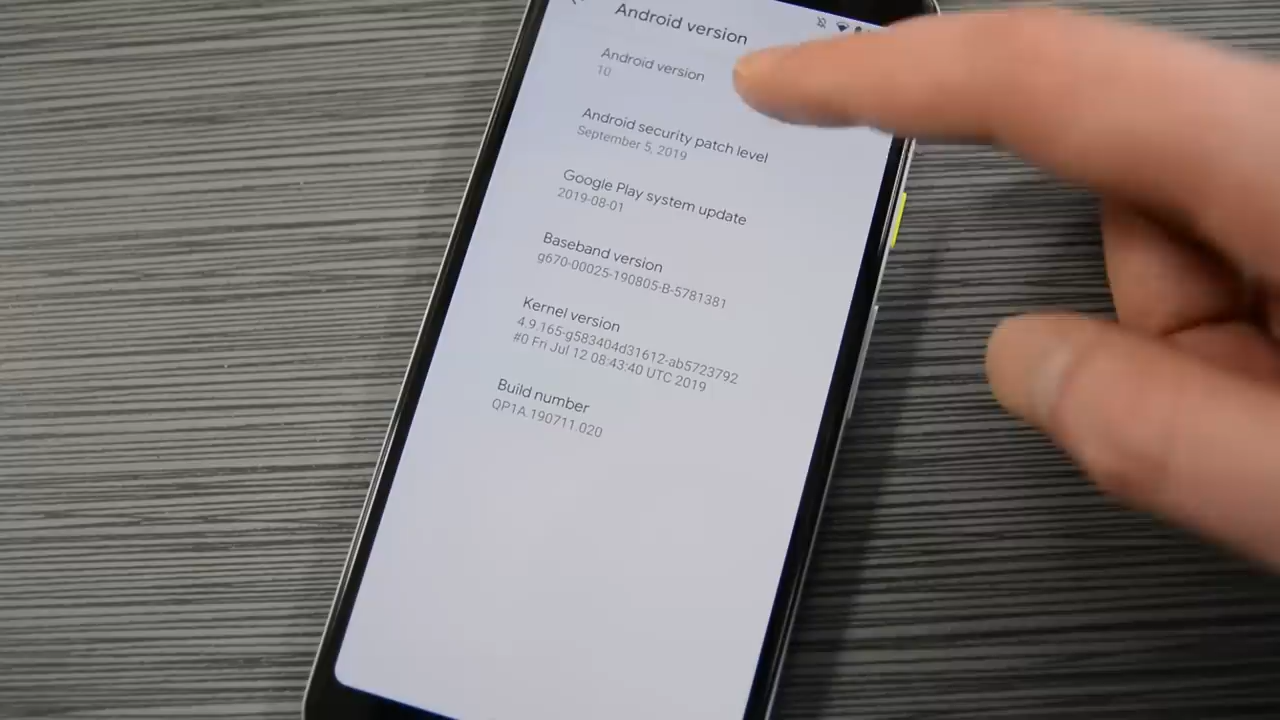 Android version
Android version
10
Android security patch level
September 5, 2019
Google Play system update
2019-08-01
Baseband version
g670-00025-190805-B-5781381
Kernel version
4.9.165-g583404d31612-ab5723792
#0 Fri Jul 12 08:43:40 UTC 2019
Build number
QP1A.190711.020